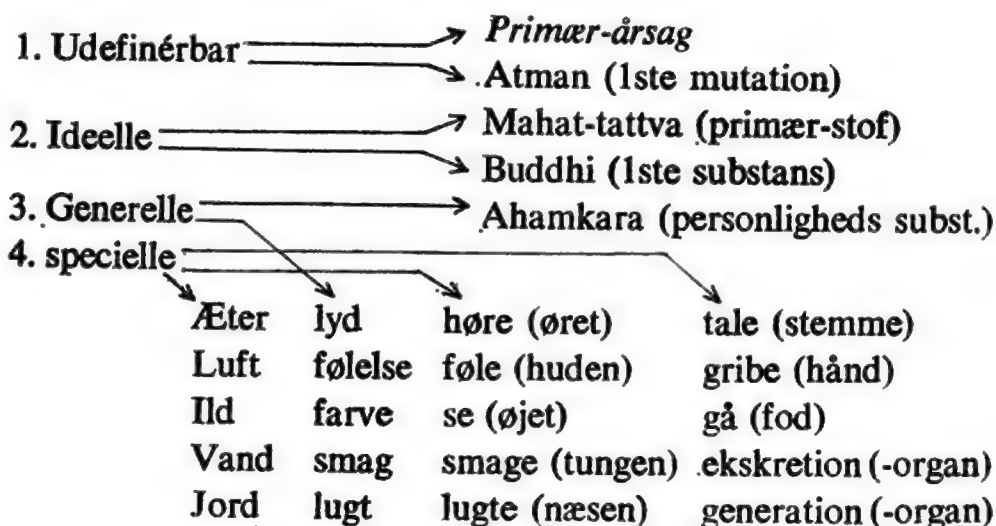 1. Udefinérbar Primær-årsag
Atman (1ste mutation)
2. Ideelle Mahat-tattva (primær-stof)
Buddhi (1ste substans)
3. Generelle Ahamkara (personligheds subst.)
4. specielle
Æter lyd høre (øret) tale (stemme)
Luft følelse føle (huden) gribe (hånd)
Ild farve se (øjet) gå (fod)
Vand smag smage (tungen) ekskretion (-organ)
Jord lugt lugte (næsen) generation (-organ)